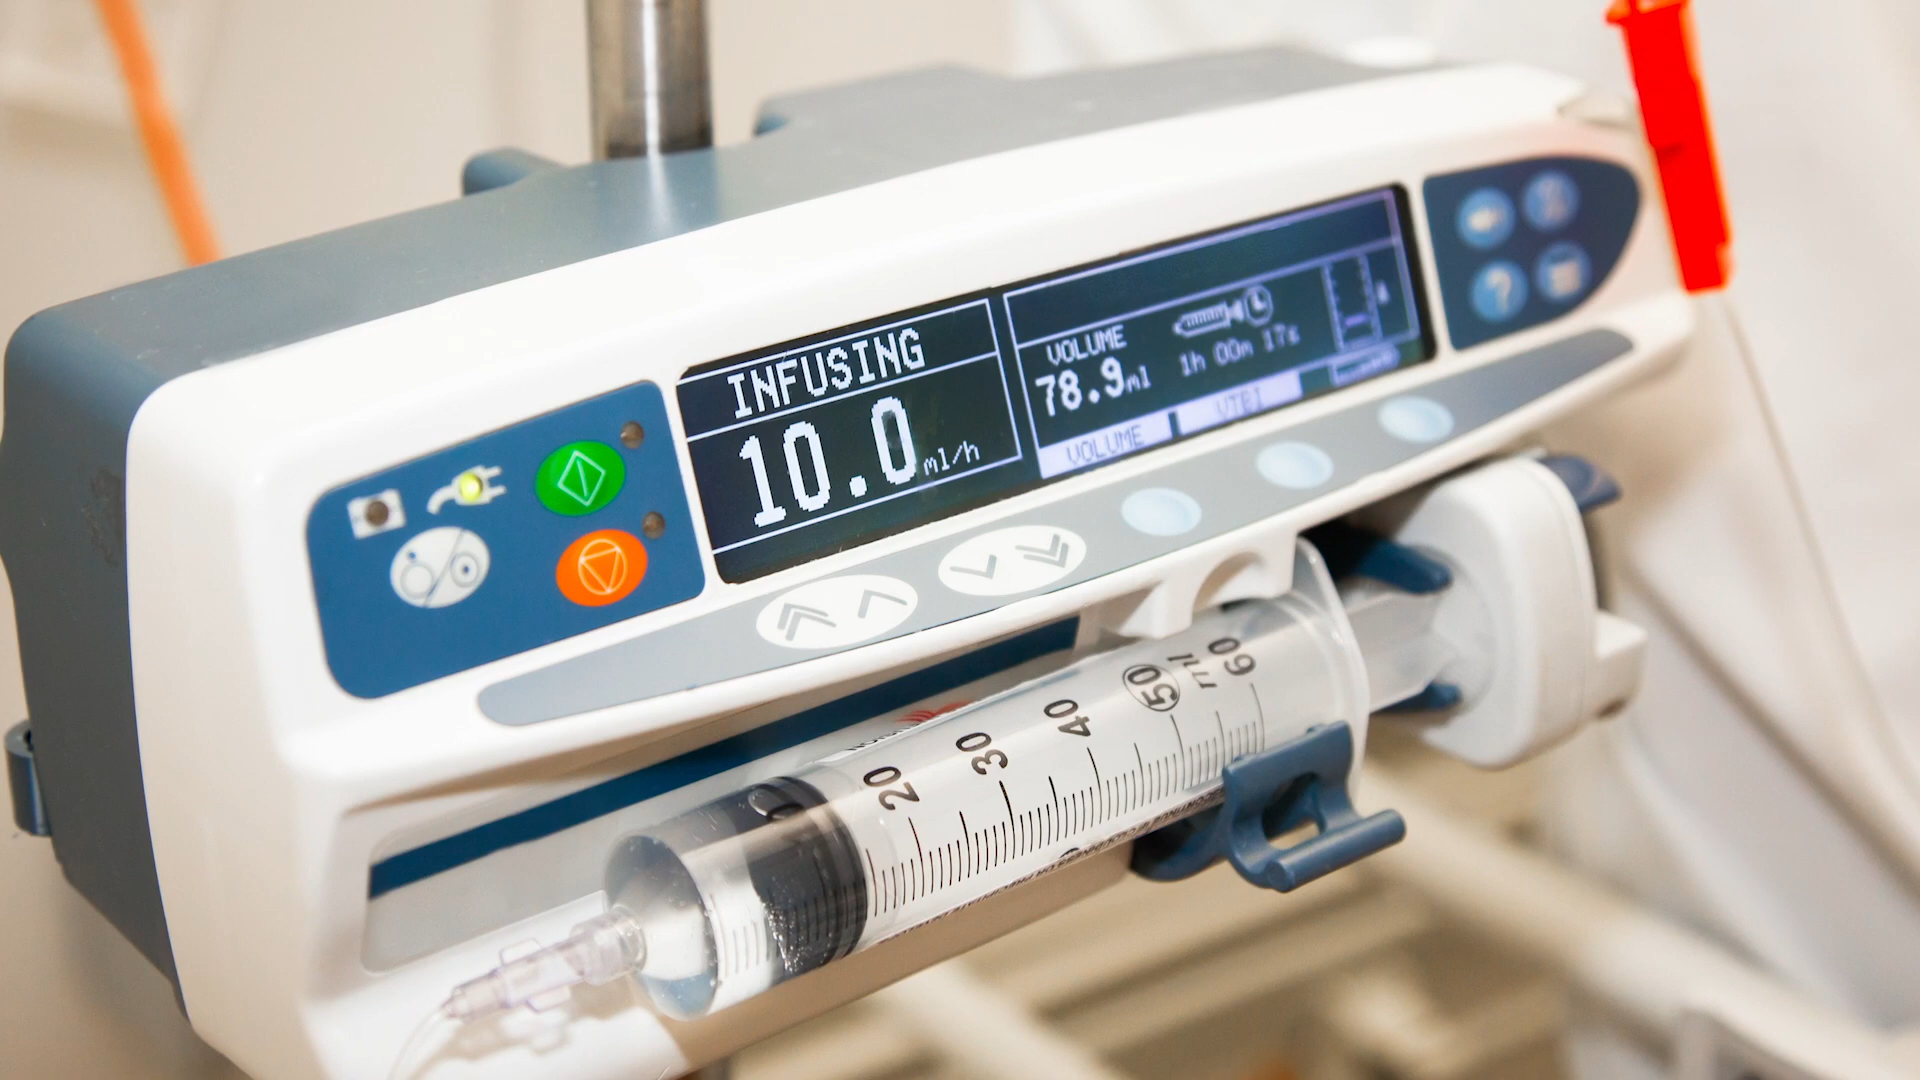 INFUSING
10.0ml/h
VOLUME
78.9ml
1h 00m 17s
VOLUME
VTBI
?
20
30
40
50
ml
60